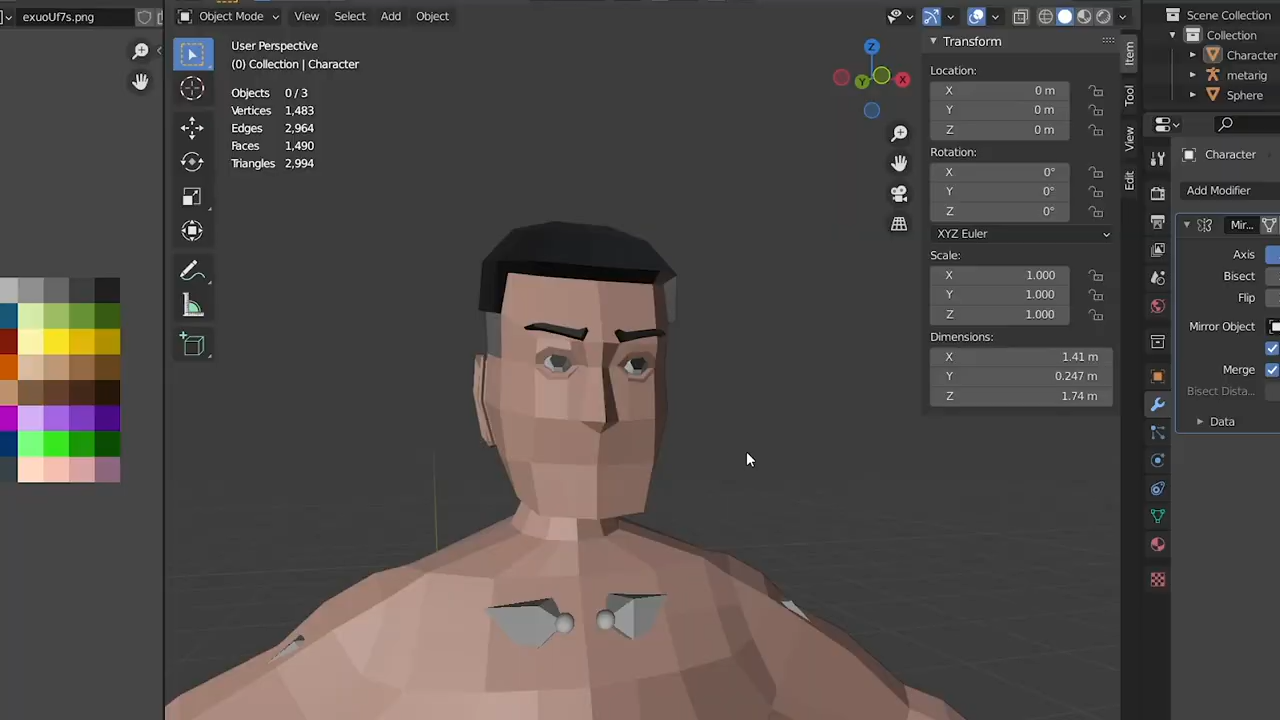 exuoUf7s.png
Object Mode View Select Add Object
User Perspective
(0) Collection | Character
Objects 0 / 3
Vertices 1,483
Edges 2,964
Faces 1,490
Triangles 2,994
Z
Y
X
Transform
Location:
X 0 m
Y 0 m
Z 0 m
Rotation:
X 0°
Y 0°
Z 0°
XYZ Euler
Scale:
X 1.000
Y 1.000
Z 1.000
Dimensions:
X 1.41 m
Y 0.247 m
Z 1.74 m
Item
Tool
View
Edit
Scene Collection
Collection
Character
metarig
Sphere
Character
Add Modifier
Mir...
Axis
Bisect
Flip
Mirror Object
Merge
Bisect Dista...
Data